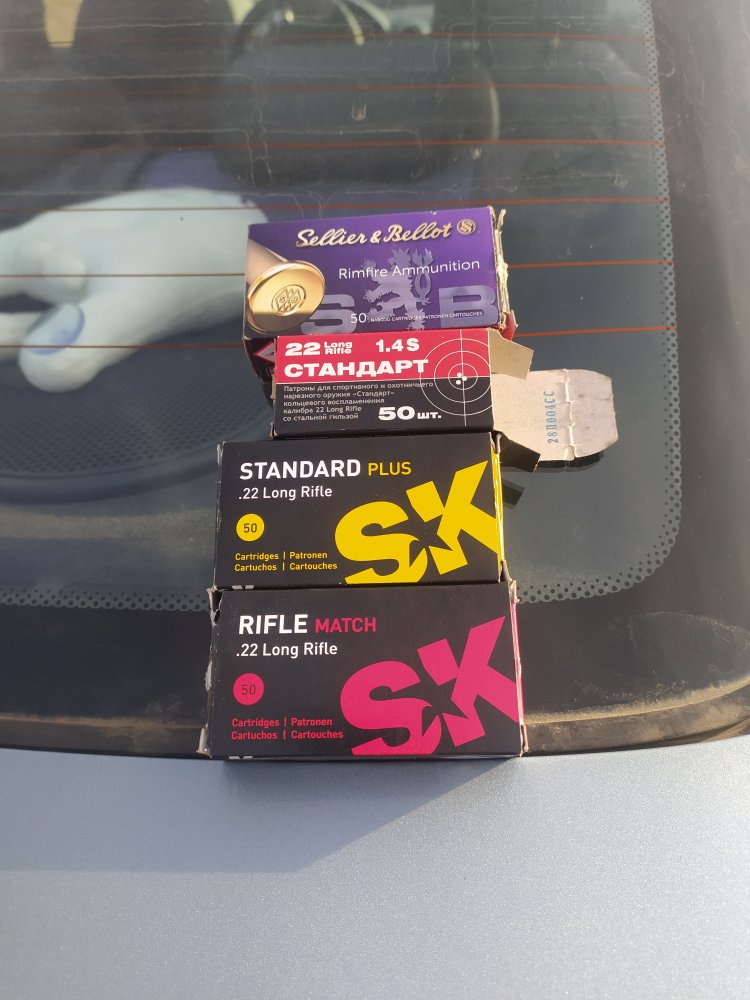 Sellier & Bellot
Rimfire Ammunition
S B
50
22 Long Rifle 1.4 S
СТАНДАРТ
Патроны для спортивного и охотничьего
нарезного оружия «Стандарт»
кольцевого воспламенения
калибра 22 Long Rifle
со стальной гильзой
50 шт.
28П004СС
STANDARD PLUS
.22 Long Rifle
50
SK
Cartridges | Patronen
Cartuchos | Cartouches
RIFLE MATCH
.22 Long Rifle
50
SK
Cartridges | Patronen
Cartuchos | Cartouches